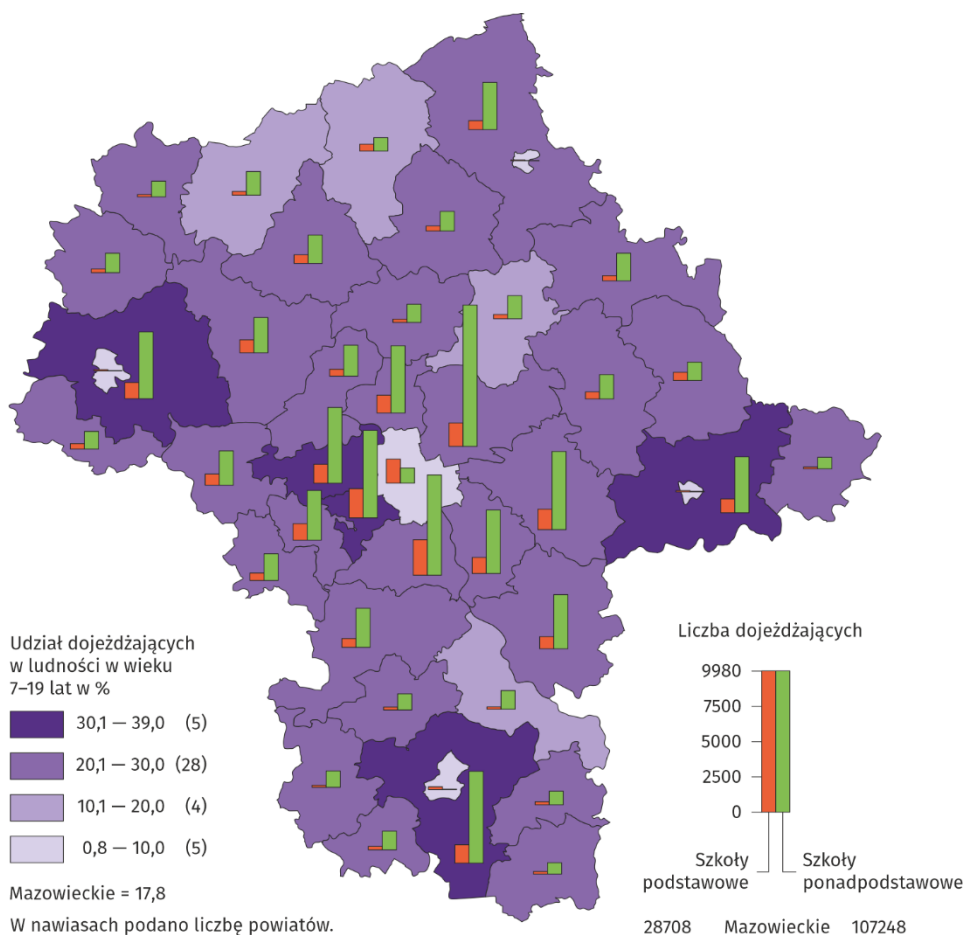 Udział dojeżdżających
w ludności w wieku
7–19 lat w %
30,1 — 39,0 (5)
20,1 — 30,0 (28)
10,1 — 20,0 (4)
0,8 — 10,0 (5)
Mazowieckie = 17,8
W nawiasach podano liczbę powiatów.
Liczba dojeżdżających
9980
7500
5000
2500
0
Szkoły
podstawowe
Szkoły
ponadpodstawowe
28708 Mazowieckie 107248